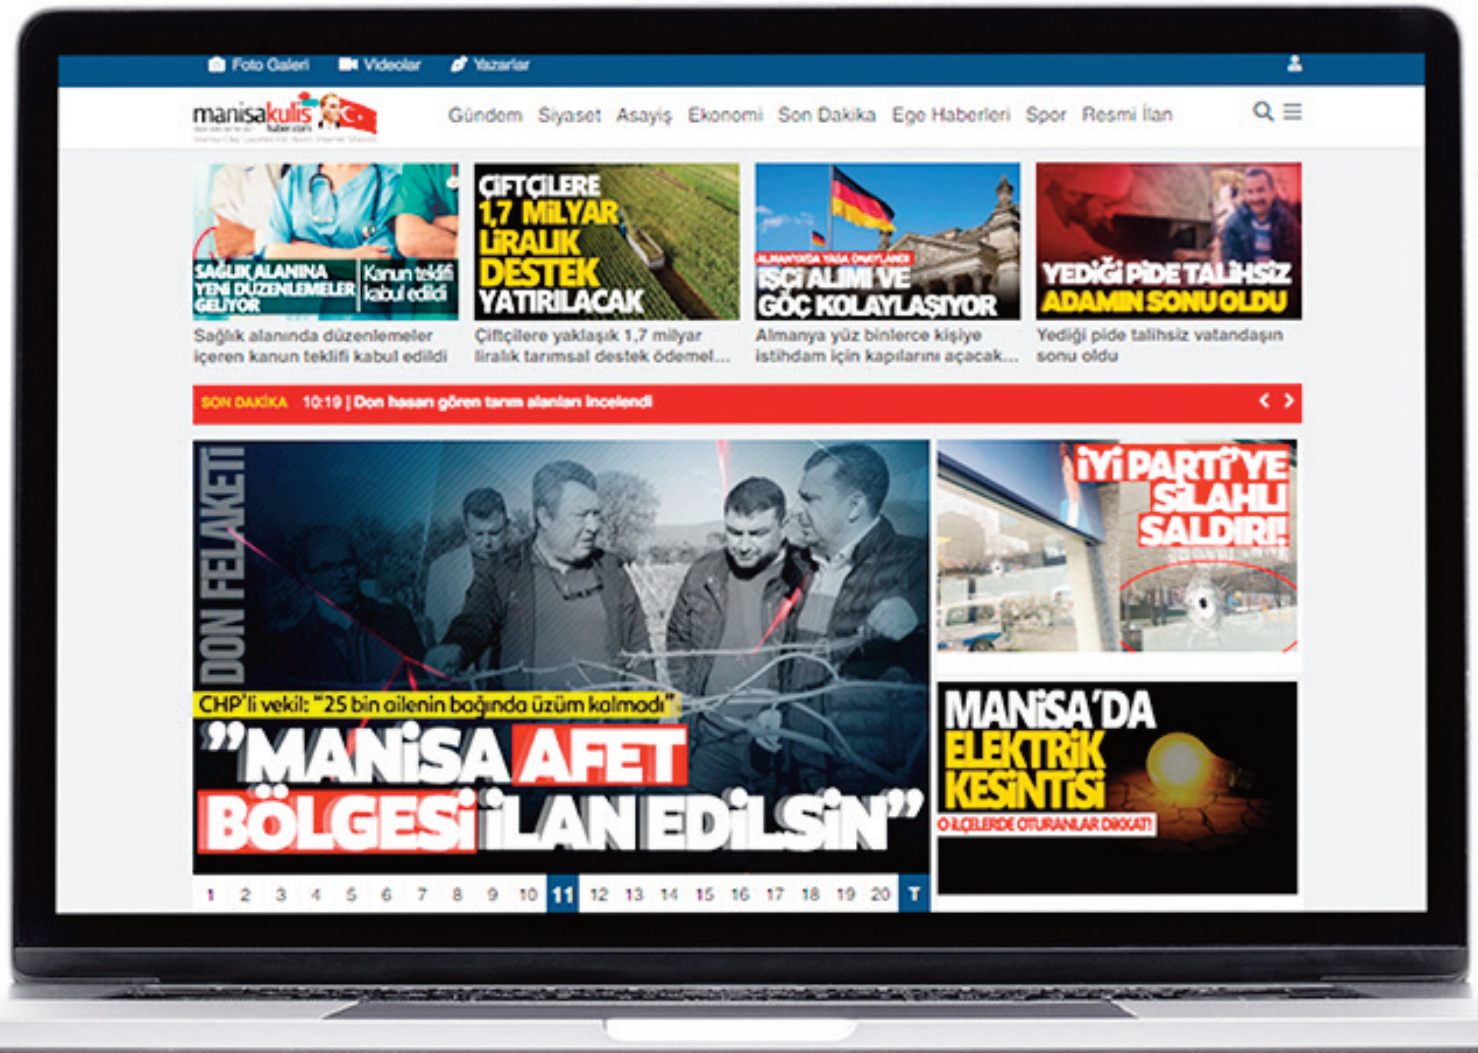 Foto Galeri Videolar Yazarlar
manisakulis
haber.com
Gündem Siyaset Asayiş Ekonomi Son Dakika Ege Haberleri Spor Resmi İlan
SAĞLIK ALANINA
YENİ DÜZENLEMELER
GELİYOR
Kanun teklifi
kabul edildi
Sağlık alanında düzenlemeler
içeren kanun teklifi kabul edildi
ÇİFTÇİLERE
1,7 MİLYAR
LİRALIK
DESTEK
YATIRILACAK
Çiftçilere yaklaşık 1,7 milyar
liralık tarımsal destek ödemel...
ALMANYA'DA YASA ONAYLANDI
İŞÇİ ALIMI VE
GÖÇ KOLAYLAŞIYOR
Almanya yüz binlerce kişiye
istihdam için kapılarını açacak...
YEDİĞİ PİDE TALİHSİZ
ADAMIN SONU OLDU
Yediği pide talihsiz vatandaşın
sonu oldu
SON DAKİKA 10:19 | Don hasarı gören tarım alanları incelendi
DON FELAKETİ
CHP'li vekil: "25 bin ailenin bağında üzüm kalmadı"
"MANİSA AFET
BÖLGESİ İLAN EDİLSİN"
1 2 3 4 5 6 7 8 9 10 11 12 13 14 15 16 17 18 19 20 T
İYİ PARTİ'YE
SİLAHLI
SALDIRI!
MANİSA'DA
ELEKTRİK
KESİNTİSİ
O İLÇELERDE OTURANLAR DİKKAT!